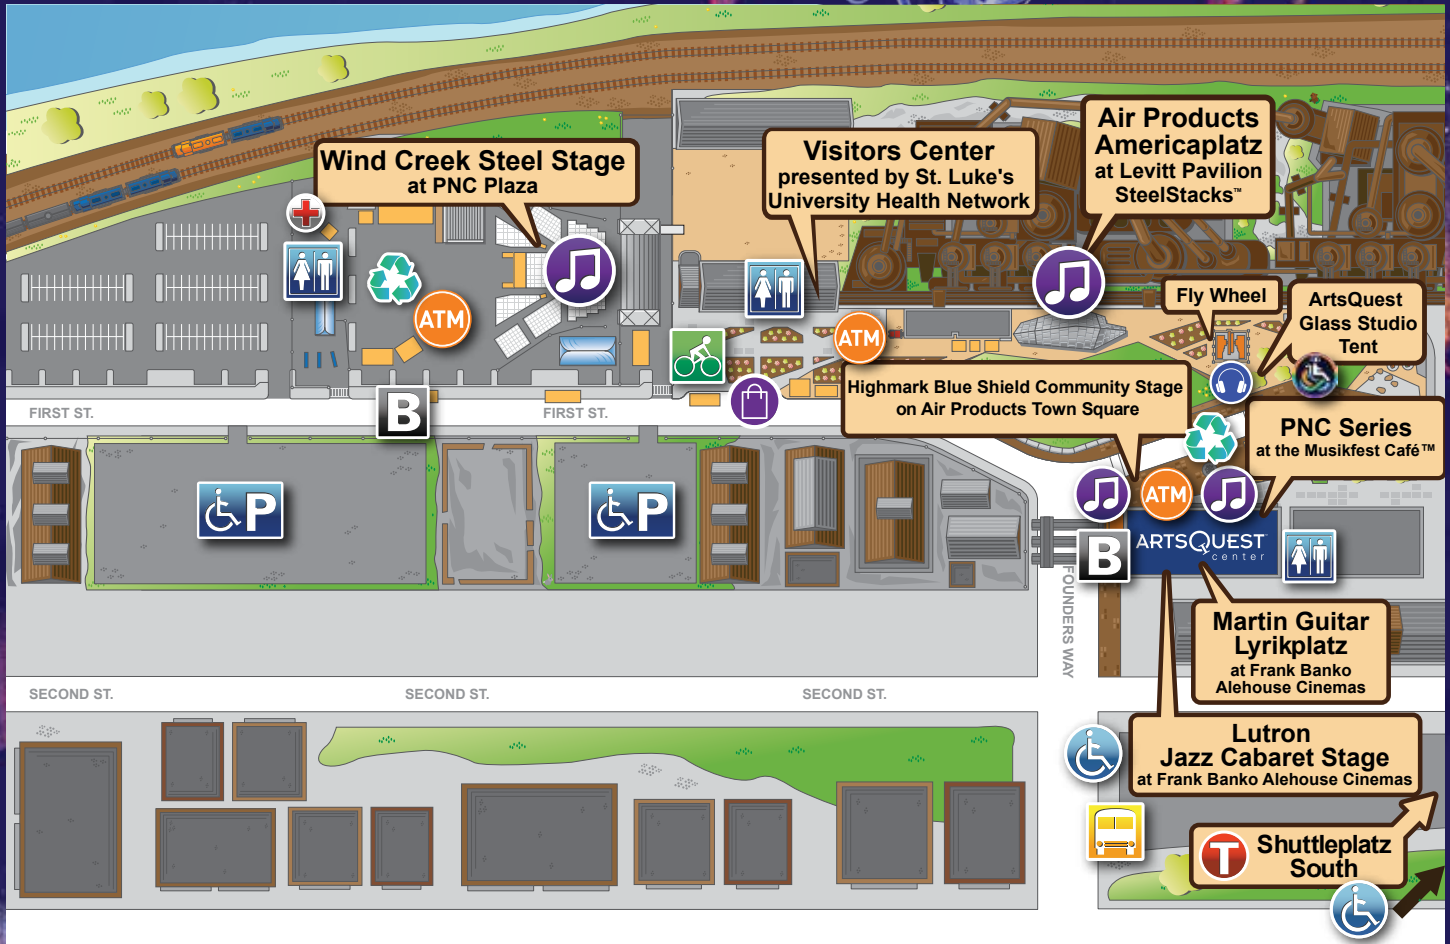 Wind Creek Steel Stage
at PNC Plaza
Visitors Center
presented by St. Luke's
University Health Network
Air Products
Americaplatz
at Levitt Pavilion
SteelStacks™
Fly Wheel
ArtsQuest
Glass Studio
Tent
ATM
ATM
Highmark Blue Shield Community Stage
on Air Products Town Square
PNC Series
at the Musikfest Café™
FIRST ST.
B
FIRST ST.
P
P
ATM
B
ARTSQUEST
center
FOUNDERS WAY
Martin Guitar
Lyrikplatz
at Frank Banko
Alehouse Cinemas
SECOND ST.
SECOND ST.
SECOND ST.
Lutron
Jazz Cabaret Stage
at Frank Banko Alehouse Cinemas
T
Shuttleplatz
South